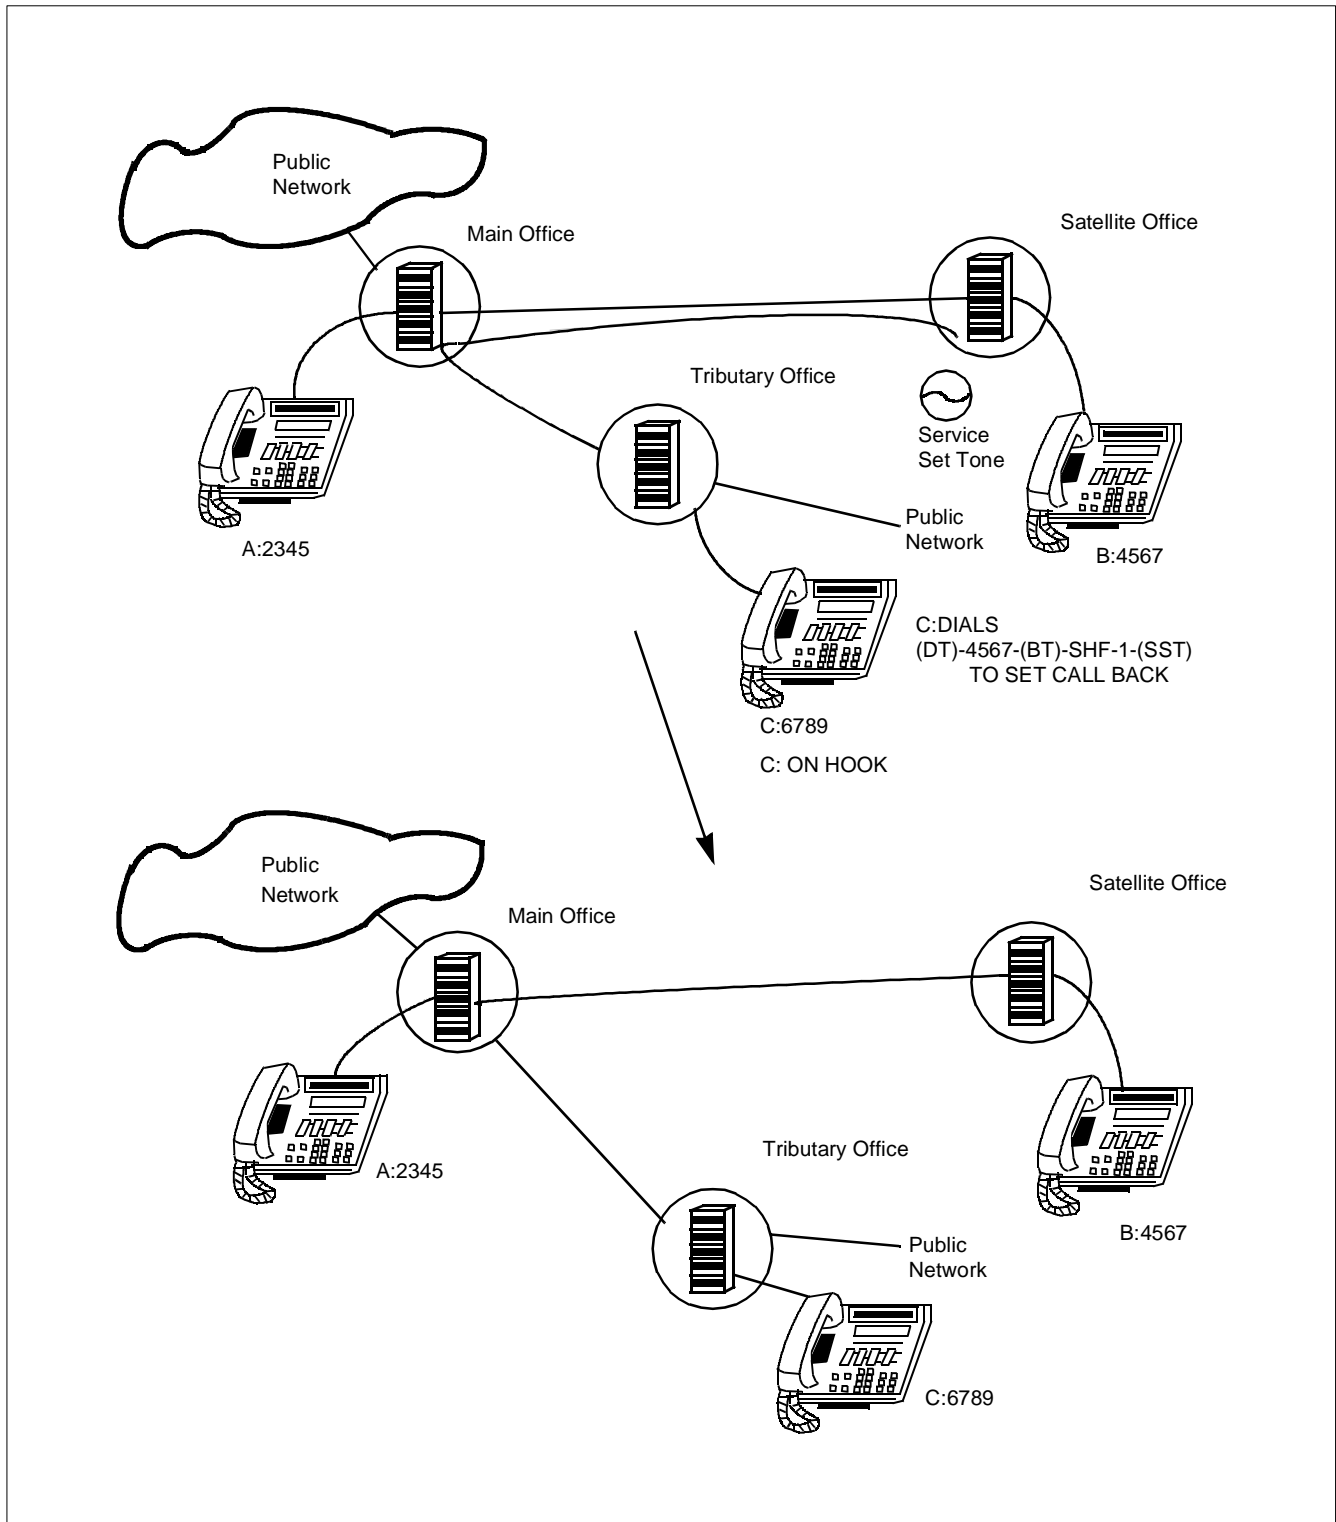 Public
Network
Main Office
Satellite Office
Tributary Office
Service
Set Tone
A:2345
Public
Network
B:4567
C:DIALS
(DT)-4567-(BT)-SHF-1-(SST)
TO SET CALL BACK
C:6789
C: ON HOOK
Public
Network
Satellite Office
Main Office
Tributary Office
A:2345
B:4567
Public
Network
C:6789